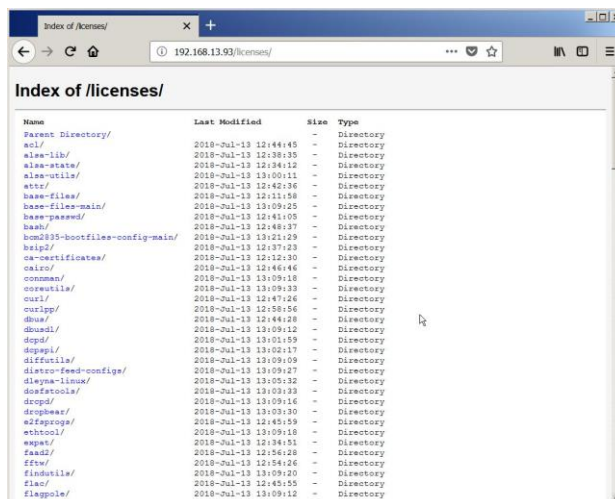 Index of /licenses/
192.168.13.93/licenses/
Index of /licenses/
Name Last Modified Size Type
Parent Directory/ - Directory
acl/ 2018-Jul-13 12:44:45 - Directory
alsa-lib/ 2018-Jul-13 12:38:35 - Directory
alsa-state/ 2018-Jul-13 12:34:12 - Directory
alsa-utils/ 2018-Jul-13 13:00:11 - Directory
attr/ 2018-Jul-13 12:42:36 - Directory
base-files/ 2018-Jul-13 12:11:58 - Directory
base-files-main/ 2018-Jul-13 13:09:25 - Directory
base-passwd/ 2018-Jul-13 12:41:05 - Directory
bash/ 2018-Jul-13 12:48:37 - Directory
bcm2835-bootfiles-config-main/ 2018-Jul-13 13:21:29 - Directory
bzip2/ 2018-Jul-13 12:37:23 - Directory
ca-certificates/ 2018-Jul-13 12:12:30 - Directory
cairo/ 2018-Jul-13 12:46:46 - Directory
connman/ 2018-Jul-13 13:09:18 - Directory
coreutils/ 2018-Jul-13 13:09:33 - Directory
curl/ 2018-Jul-13 12:47:26 - Directory
curlpp/ 2018-Jul-13 12:58:56 - Directory
dbus/ 2018-Jul-13 12:44:28 - Directory
dbusdl/ 2018-Jul-13 13:09:12 - Directory
dcpd/ 2018-Jul-13 13:01:59 - Directory
dcpspi/ 2018-Jul-13 13:02:17 - Directory
diffutils/ 2018-Jul-13 13:09:09 - Directory
distro-feed-configs/ 2018-Jul-13 13:09:27 - Directory
dleyna-linux/ 2018-Jul-13 13:05:32 - Directory
dosfstools/ 2018-Jul-13 13:03:33 - Directory
drcpd/ 2018-Jul-13 13:09:16 - Directory
dropbear/ 2018-Jul-13 13:03:30 - Directory
e2fsprogs/ 2018-Jul-13 12:45:59 - Directory
ethtool/ 2018-Jul-13 13:09:18 - Directory
expat/ 2018-Jul-13 12:34:51 - Directory
faad2/ 2018-Jul-13 12:56:28 - Directory
fftw/ 2018-Jul-13 12:54:26 - Directory
findutils/ 2018-Jul-13 13:09:20 - Directory
flac/ 2018-Jul-13 12:45:55 - Directory
flagpole/ 2018-Jul-13 13:09:12 - Directory